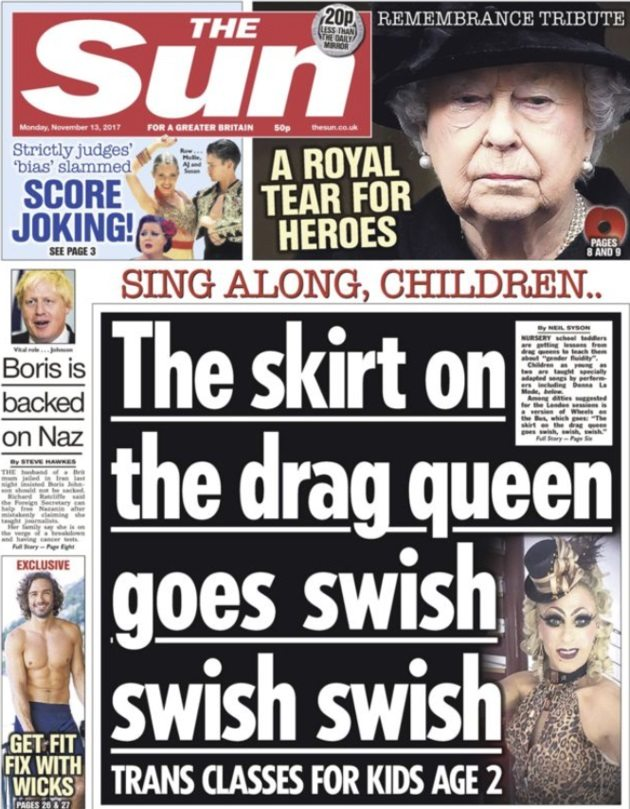 THE
Sun
20p
LESS THAN
THE DAILY
MIRROR
Monday, November 13, 2017
FOR A GREATER BRITAIN
50p
thesun.co.uk
REMEMBRANCE TRIBUTE
A ROYAL
TEAR FOR
HEROES
PAGES
8 AND 9
Strictly judges'
'bias' slammed
SCORE
JOKING!
SEE PAGE 3
Row ...
Mollie,
AJ and
Susan
SING ALONG, CHILDREN..
The skirt on
the drag queen
goes swish
swish swish
TRANS CLASSES FOR KIDS AGE 2
By NEIL SYSON
NURSERY school toddlers
are getting lessons from
drag queens to teach them
about "gender fluidity".
Children as young as
two are taught specially
adapted songs by perform-
ers including Donna La
Mode, below.
Among ditties suggested
for the London sessions is
a version of Wheels on
the Bus, which goes: "The
skirt on the drag queen
goes swish, swish, swish."
Full Story – Page Six
Vital role ... Johnson
Boris is
backed
on Naz
By STEVE HAWKES
THE husband of a Brit
mum jailed in Iran last
night insisted Boris John-
son should not be sacked.
Richard Ratcliffe said
the Foreign Secretary can
help free Nazanin after
mistakenly claiming she
taught journalists.
Her family say she is on
the verge of a breakdown
and having cancer tests.
Full Story – Page Eight
EXCLUSIVE
GET FIT
FIX WITH
WICKS
PAGES 26 & 27